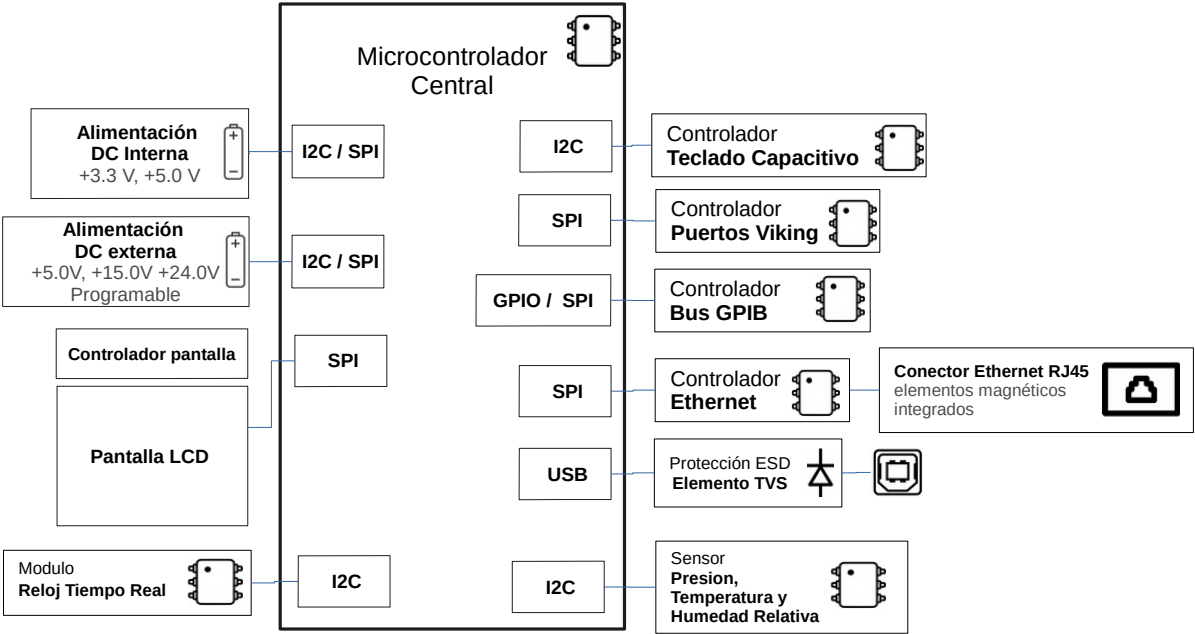 Microcontrolador
Central
Alimentación
DC Interna
+3.3 V, +5.0 V
I2C / SPI
Alimentación
DC externa
+5.0V, +15.0V +24.0V
Programable
I2C / SPI
Controlador pantalla
SPI
Pantalla LCD
Modulo
Reloj Tiempo Real
I2C
I2C
Controlador
Teclado Capacitivo
SPI
Controlador
Puertos Viking
GPIO / SPI
Controlador
Bus GPIB
SPI
Controlador
Ethernet
Conector Ethernet RJ45
elementos magnéticos
integrados
USB
Protección ESD
Elemento TVS
I2C
Sensor
Presion,
Temperatura y
Humedad Relativa